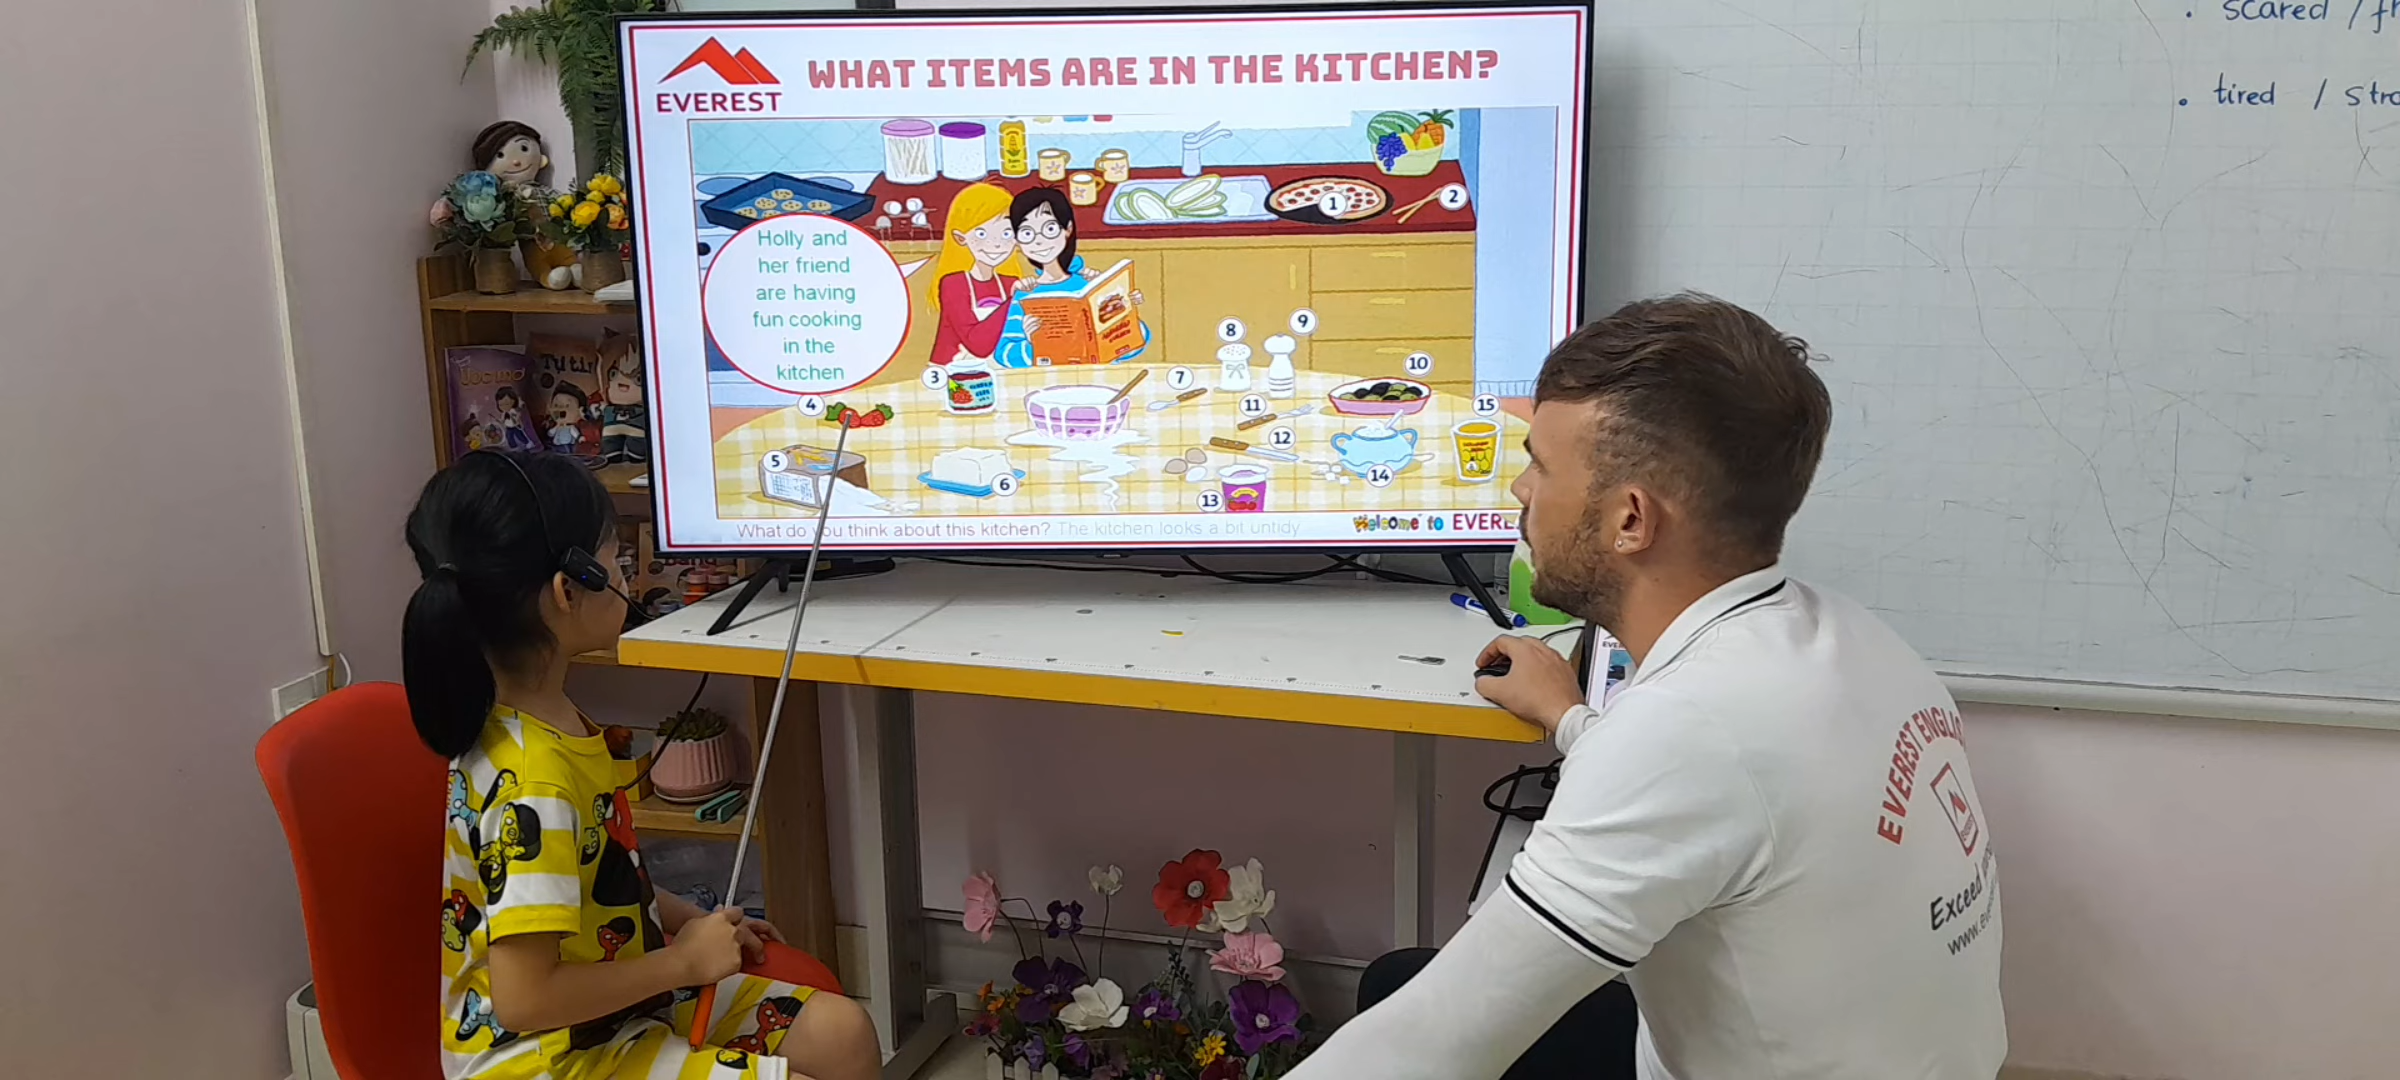 EVEREST
WHAT ITEMS ARE IN THE KITCHEN?
Holly and
her friend
are having
fun cooking
in the
kitchen
1
2
3
4
5
6
7
8
9
10
11
12
13
14
15
What do you think about this kitchen? The kitchen looks a bit untidy
Welcome to
scared /
tired /
EVEREST
Exceed